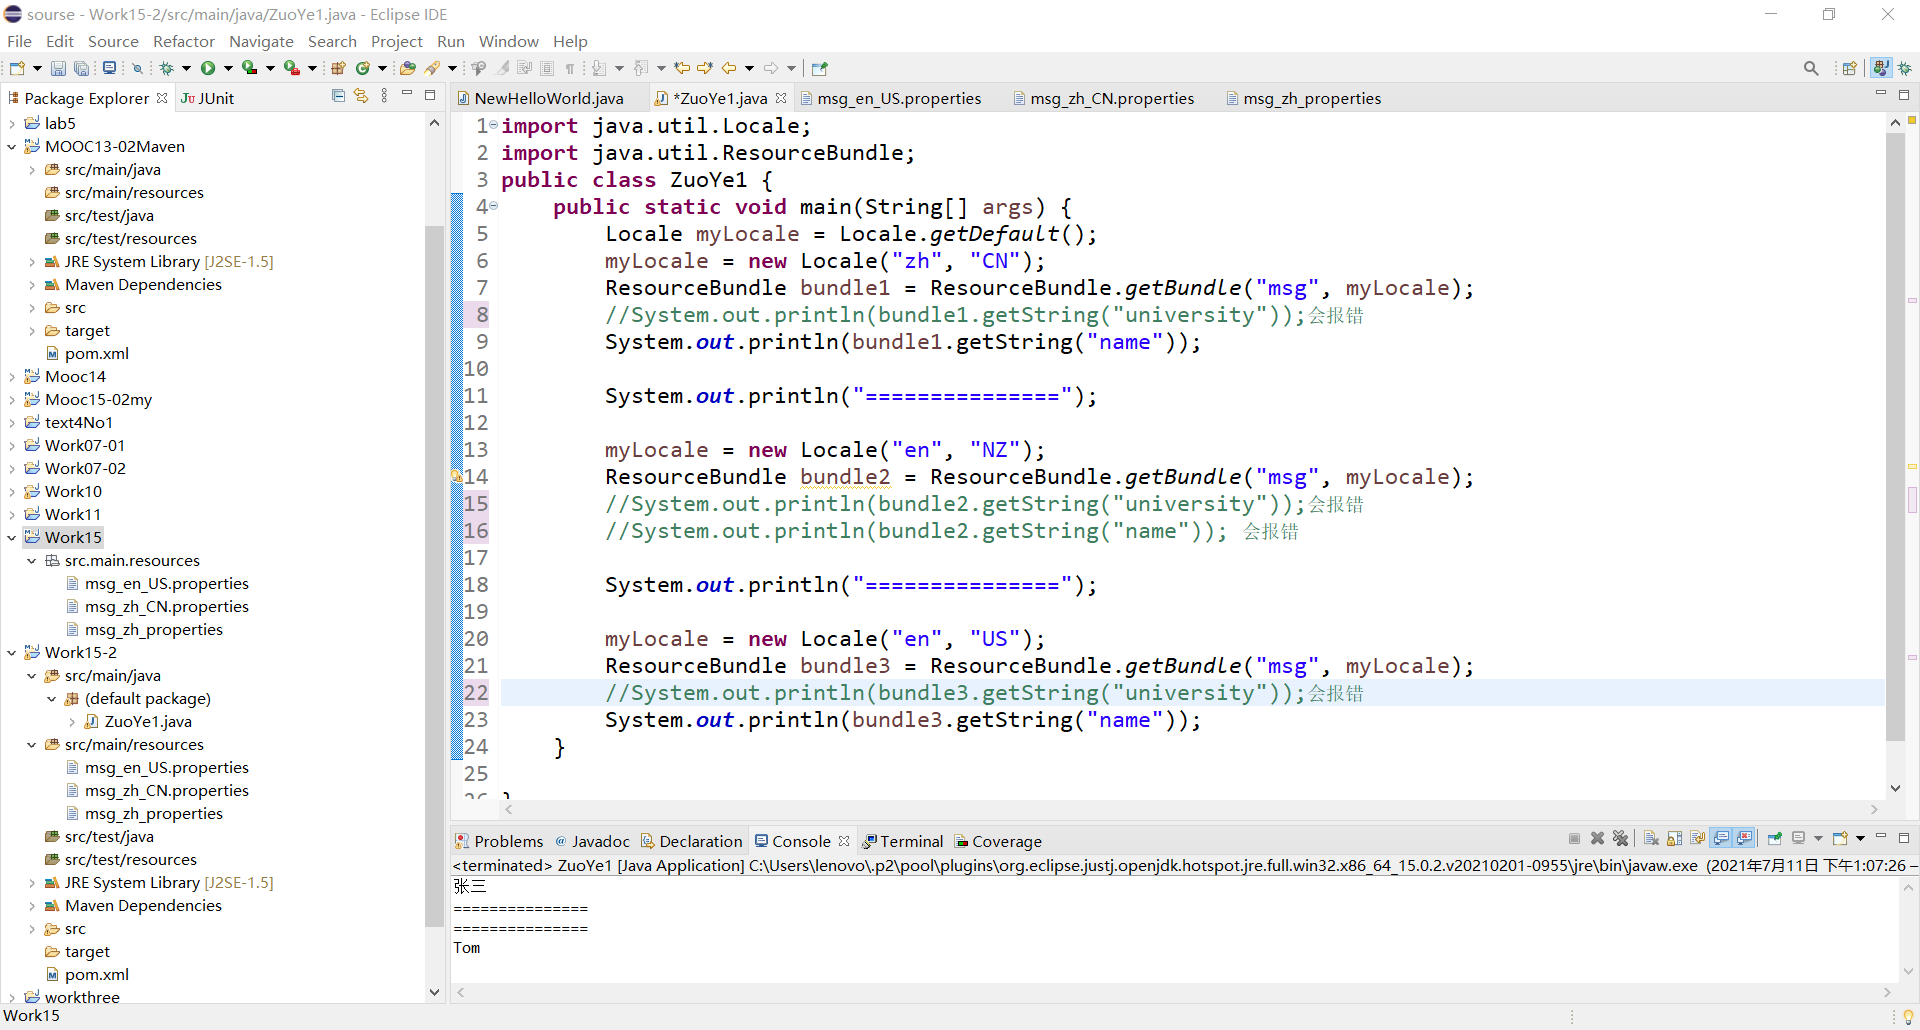 sourse - Work15-2/src/main/java/ZuoYe1.java - Eclipse IDE
File Edit Source Refactor Navigate Search Project Run Window Help
Package Explorer JUnit
lab5
MOOC13-02Maven
src/main/java
src/main/resources
src/test/java
src/test/resources
JRE System Library [J2SE-1.5]
Maven Dependencies
src
target
pom.xml
Mooc14
Mooc15-02my
text4No1
Work07-01
Work07-02
Work10
Work11
Work15
src.main.resources
msg_en_US.properties
msg_zh_CN.properties
msg_zh_properties
Work15-2
src/main/java
(default package)
ZuoYe1.java
src/main/resources
msg_en_US.properties
msg_zh_CN.properties
msg_zh_properties
src/test/java
src/test/resources
JRE System Library [J2SE-1.5]
Maven Dependencies
src
target
pom.xml
workthree
NewHelloWorld.java *ZuoYe1.java msg_en_US.properties msg_zh_CN.properties msg_zh_properties
1 import java.util.Locale;
2 import java.util.ResourceBundle;
3 public class ZuoYe1 {
4 public static void main(String[] args) {
5 Locale myLocale = Locale.getDefault();
6 myLocale = new Locale("zh", "CN");
7 ResourceBundle bundle1 = ResourceBundle.getBundle("msg", myLocale);
8 //System.out.println(bundle1.getString("university"));会报错
9 System.out.println(bundle1.getString("name"));
10
11 System.out.println("===============");
12
13 myLocale = new Locale("en", "NZ");
14 ResourceBundle bundle2 = ResourceBundle.getBundle("msg", myLocale);
15 //System.out.println(bundle2.getString("university"));会报错
16 //System.out.println(bundle2.getString("name")); 会报错
17
18 System.out.println("===============");
19
20 myLocale = new Locale("en", "US");
21 ResourceBundle bundle3 = ResourceBundle.getBundle("msg", myLocale);
22 //System.out.println(bundle3.getString("university"));会报错
23 System.out.println(bundle3.getString("name"));
24 }
25
26 }
Problems Javadoc Declaration Console Terminal Coverage
<terminated> ZuoYe1 [Java Application] C:\Users\lenovo\.p2\pool\plugins\org.eclipse.justj.openjdk.hotspot.jre.full.win32.x86_64_15.0.2.v20210201-0955\jre\bin\javaw.exe (2021年7月11日 下午1:07:26 –
张三
===============
===============
Tom
Work15